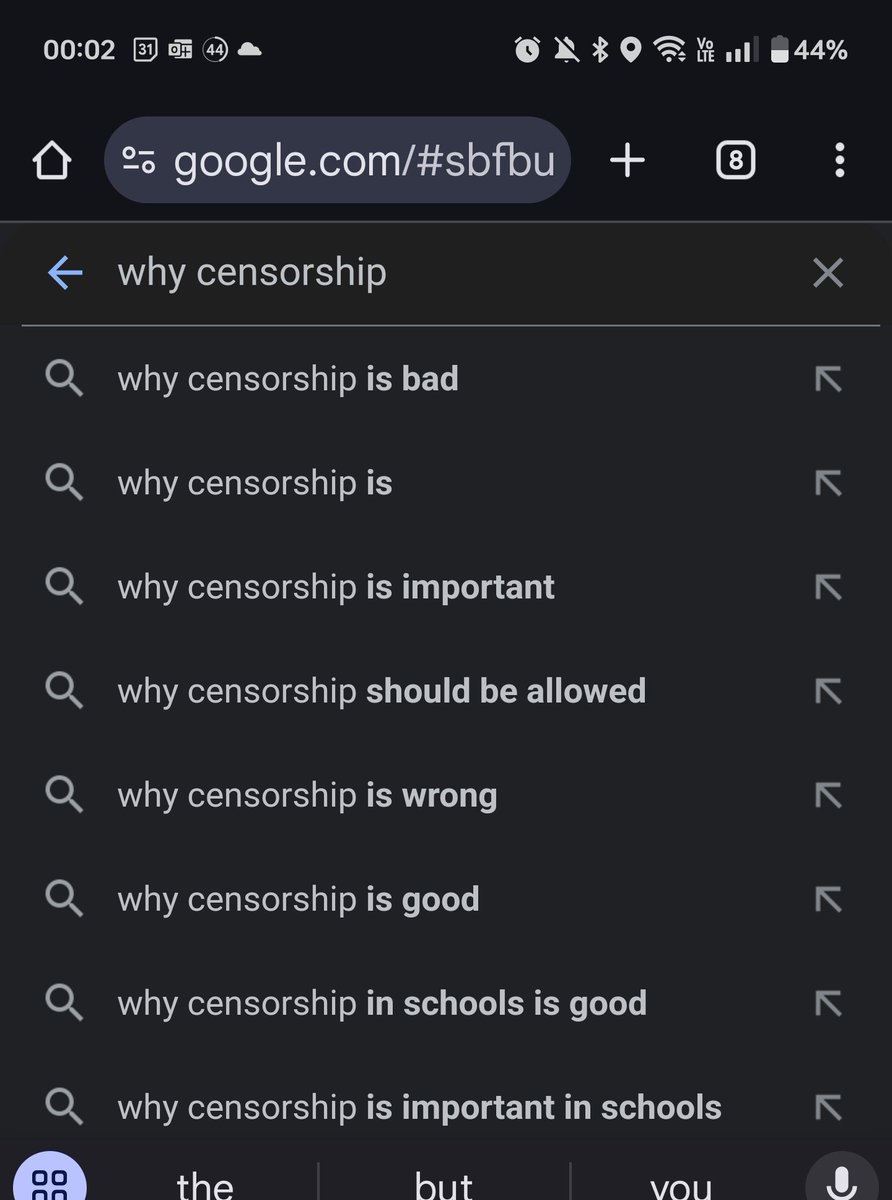 00:02 31 44 Vo LTE 44%
google.com/#sbfbu 8
why censorship
why censorship is bad
why censorship is
why censorship is important
why censorship should be allowed
why censorship is wrong
why censorship is good
why censorship in schools is good
why censorship is important in schools
the but you